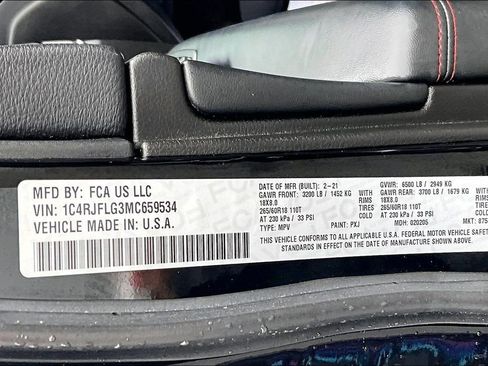 MFD BY: FCA US LLC
VIN: 1C4RJFLG3MC659534
VEHICLE MADE IN: U.S.A.
DATE OF MFR (BUILT): 2-21 GVWR: 6500 LB / 2949 KG
GAWR FRONT: 3200 LB / 1452 KG GAWR REAR: 3700 LB / 1679 KG
18X8.0 RIMS 18X8.0 RIMS
265/60R18 110T TIRES 265/60R18 110T TIRES
AT 230 kPa / 33 PSI AT 230 kPa / 33 PSI
TYPE: MPV PAINT: PXJ MDH: 020205 MKT: 875
THIS VEHICLE CONFORMS TO ALL APPLICABLE U.S.A. FEDERAL MOTOR VEHICLE SAFETY
STANDARDS IN EFFECT ON THE DATE OF MANUFACTURE SHOWN ABOVE.